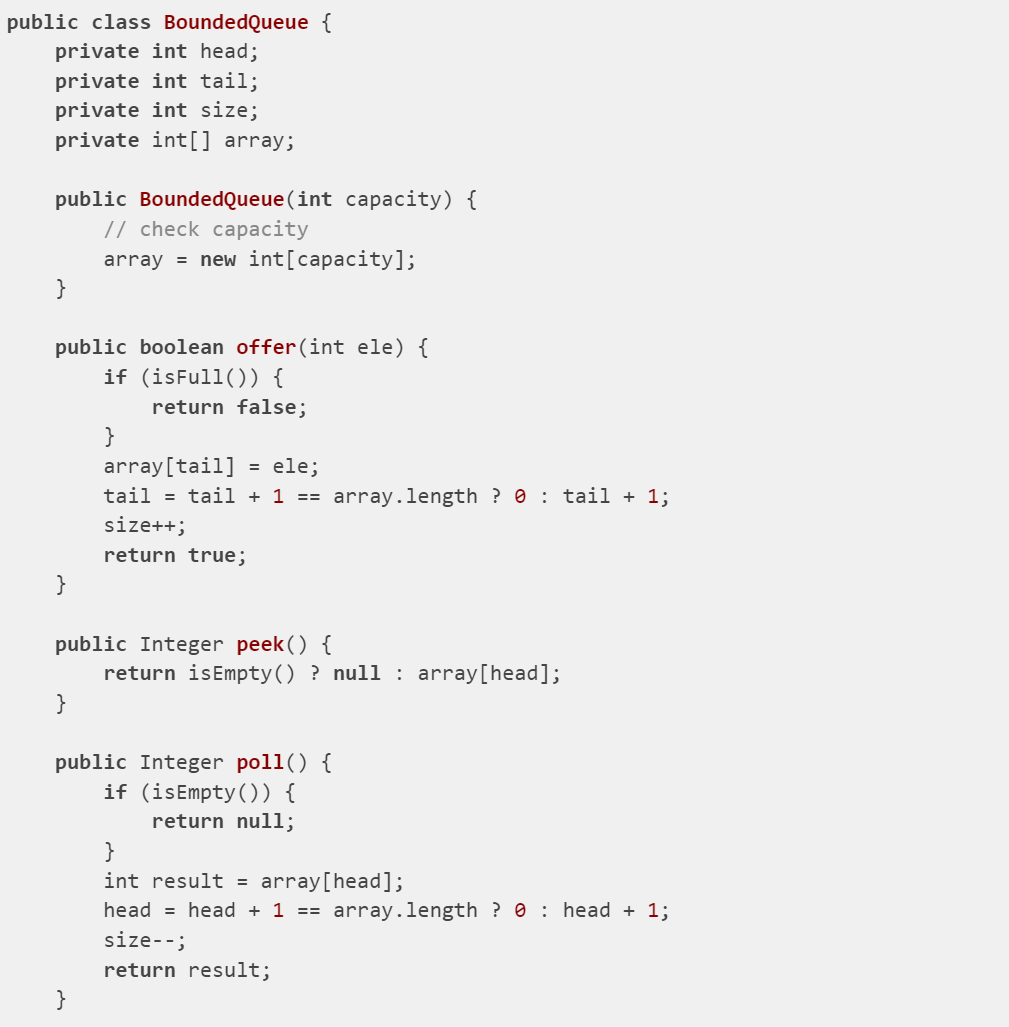 public class BoundedQueue {
    private int head;
    private int tail;
    private int size;
    private int[] array;

    public BoundedQueue(int capacity) {
        // check capacity
        array = new int[capacity];
    }

    public boolean offer(int ele) {
        if (isFull()) {
            return false;
        }
        array[tail] = ele;
        tail = tail + 1 == array.length ? 0 : tail + 1;
        size++;
        return true;
    }

    public Integer peek() {
        return isEmpty() ? null : array[head];
    }

    public Integer poll() {
        if (isEmpty()) {
            return null;
        }
        int result = array[head];
        head = head + 1 == array.length ? 0 : head + 1;
        size--;
        return result;
    }